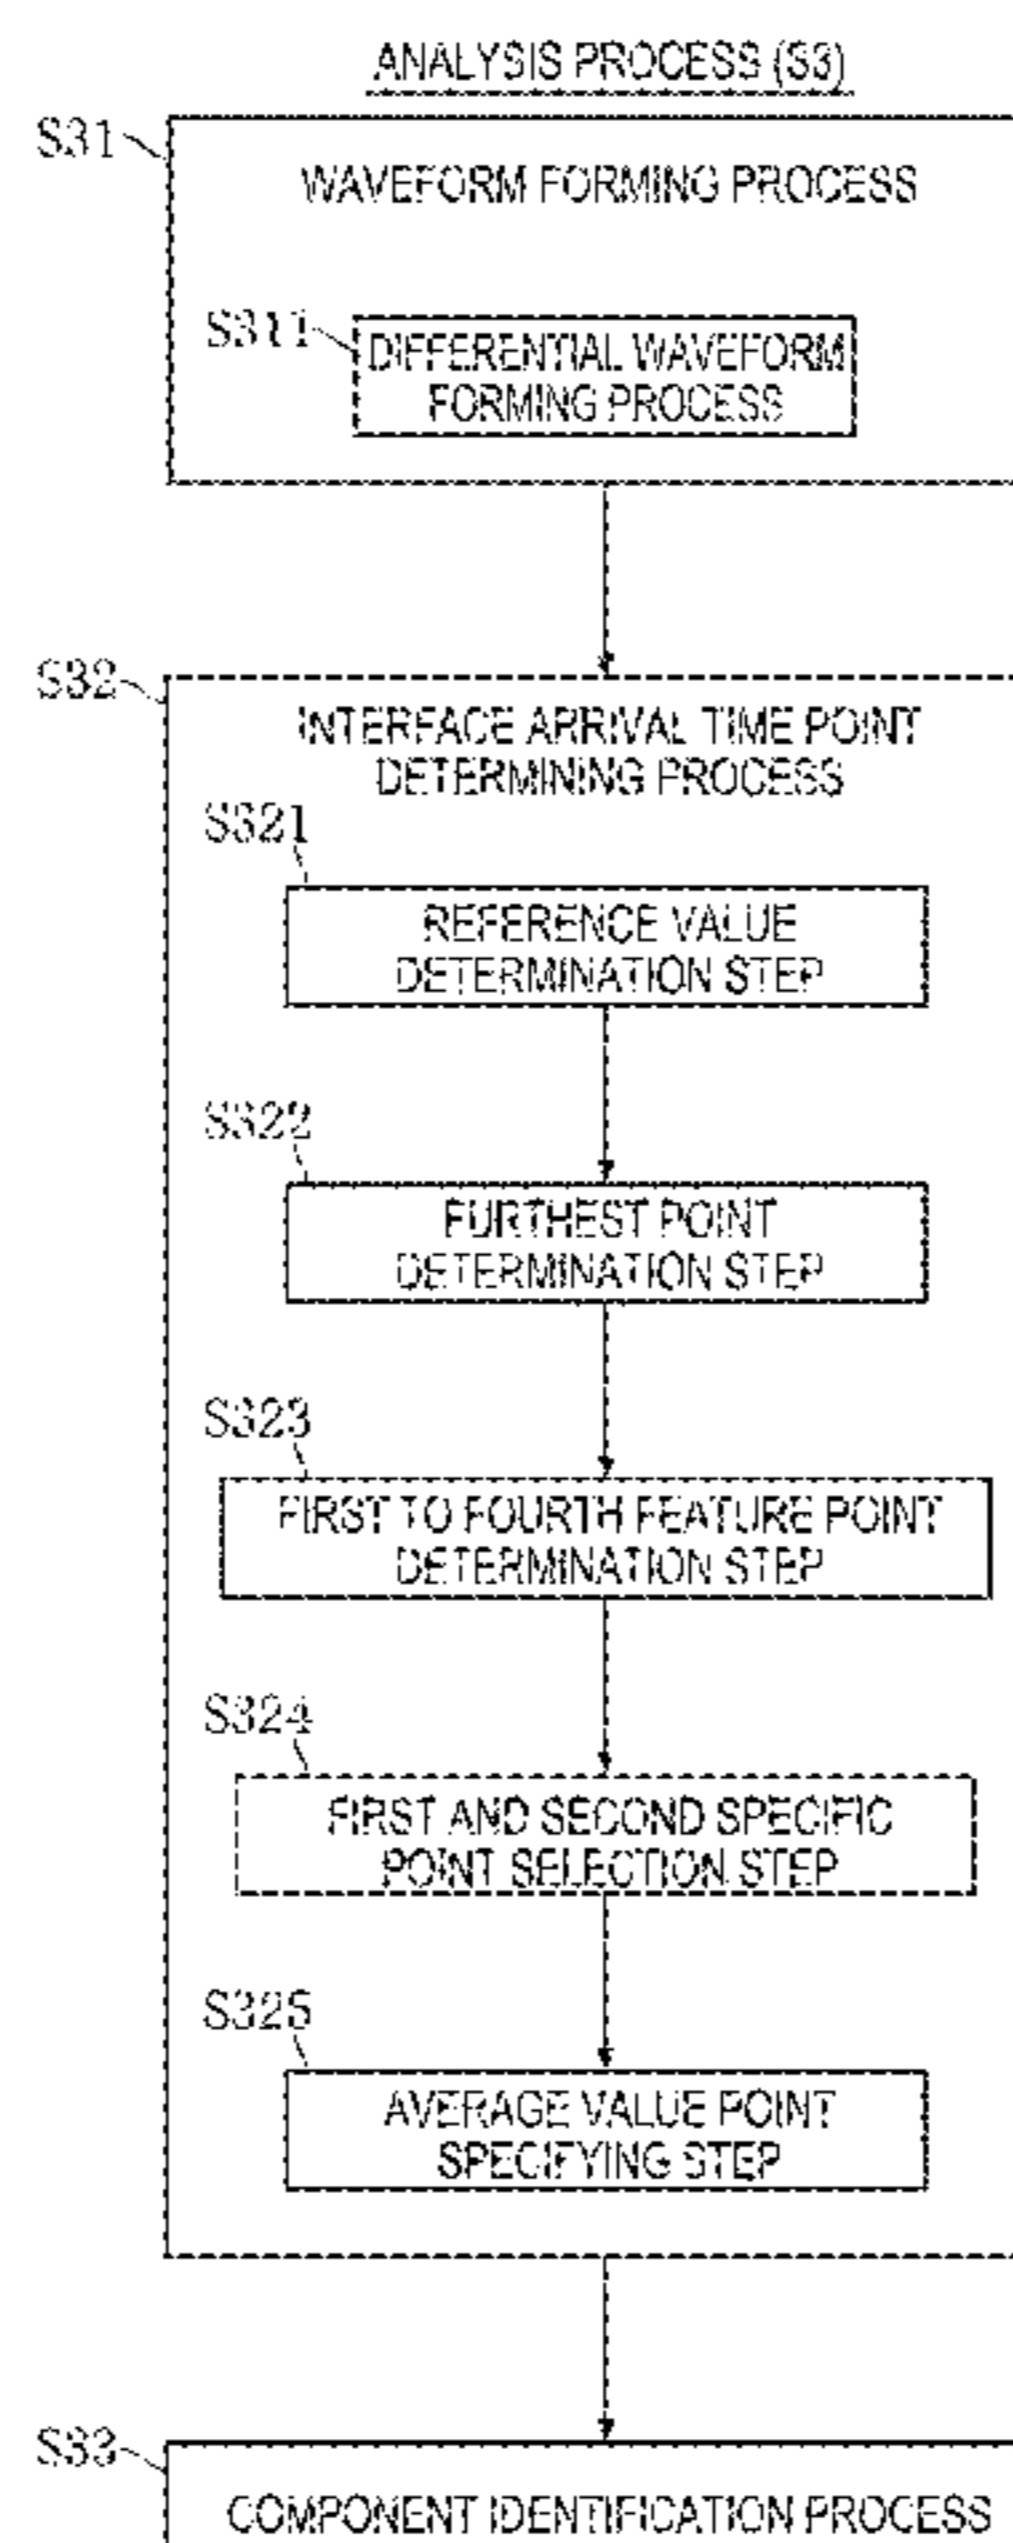 ANALYSIS PROCESS (S3)
S31
WAVEFORM FORMING PROCESS
S311
DIFFERENTIAL WAVEFORM
FORMING PROCESS
S32
INTERFACE ARRIVAL TIME POINT
DETERMINING PROCESS
S321
REFERENCE VALUE
DETERMINATION STEP
S322
FURTHEST POINT
DETERMINATION STEP
S323
FIRST TO FOURTH FEATURE POINT
DETERMINATION STEP
S324
FIRST AND SECOND SPECIFIC
POINT SELECTION STEP
S325
AVERAGE VALUE POINT
SPECIFYING STEP
S33
COMPONENT IDENTIFICATION PROCESS